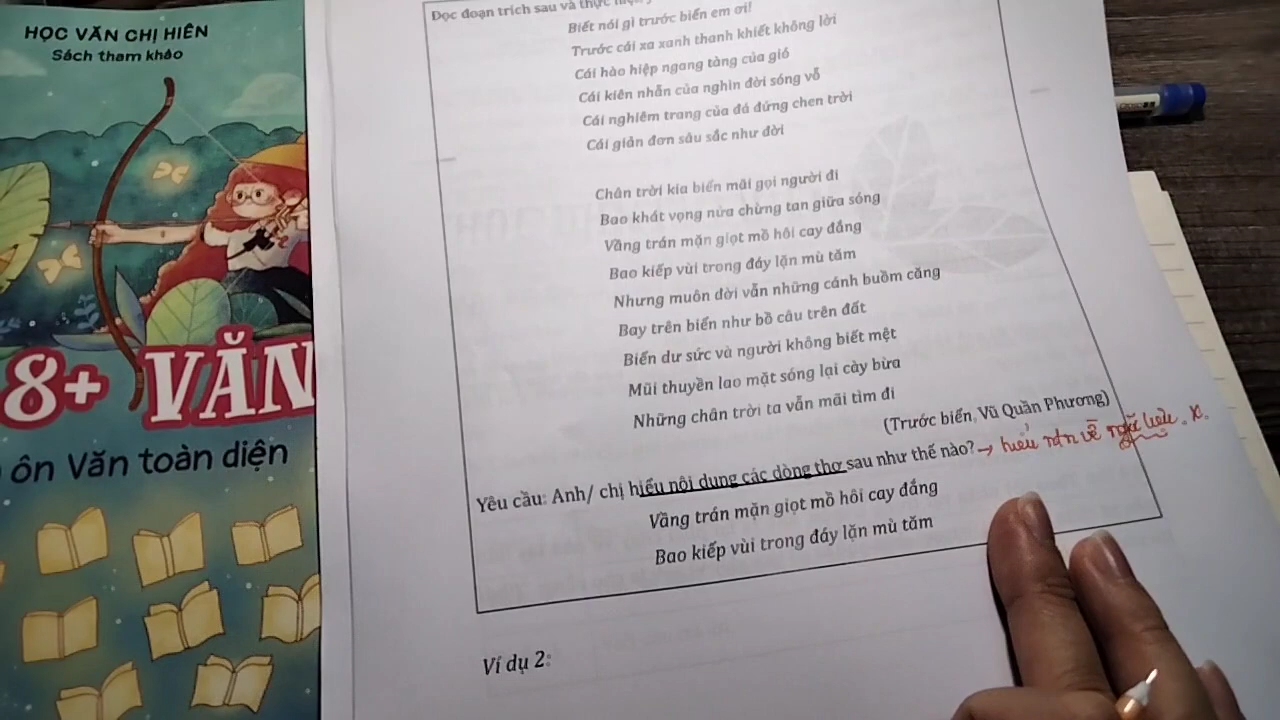 HỌC VĂN CHỊ HIÊN
Sách tham khảo
8+ VĂN
ôn Văn toàn diện
Đọc đoạn trích sau và thực
Biết nói gì trước biển em ơi!
Trước cái xa xanh thanh khiết không lời
Cái hào hiệp ngang tàng của gió
Cái kiên nhẫn của nghìn đời sóng vỗ
Cái nghiêm trang của đá đứng chen trời
Cái giản đơn sâu sắc như đời
Chân trời kia biển mãi gọi người đi
Bao khát vọng nửa chừng tan giữa sóng
Vầng trán mặn giọt mồ hôi cay đắng
Bao kiếp vùi trong đáy lặn mù tăm
Nhưng muôn đời vẫn những cánh buồm căng
Bay trên biển như bồ câu trên đất
Biển dư sức và người không biết mệt
Mũi thuyền lao mặt sóng lại cày bừa
Những chân trời ta vẫn mãi tìm đi
(Trước biển, Vũ Quần Phương)
Yêu cầu: Anh/ chị hiểu nội dung các dòng thơ sau như thế nào? → hiểu
Vầng trán mặn giọt mồ hôi cay đắng
Bao kiếp vùi trong đáy lặn mù tăm
Ví dụ 2: